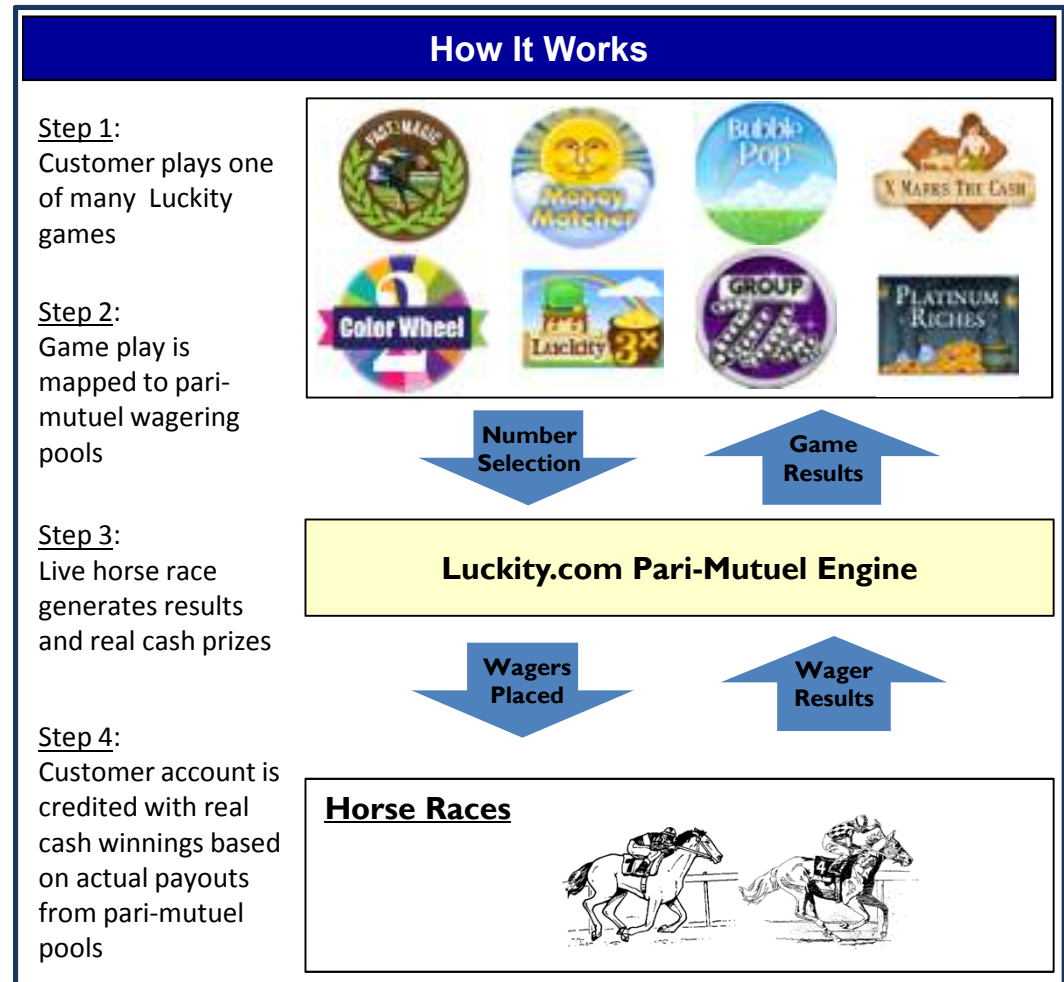 How It Works
Step 1:
Customer plays one
of many Luckity
games
Step 2:
Game play is
mapped to pari-
mutuel wagering
pools
Step 3:
Live horse race
generates results
and real cash prizes
Step 4:
Customer account is
credited with real
cash winnings based
on actual payouts
from pari-mutuel
pools
MAGIC
Money
Matcher
Bubble
Pop
X MARKS THE CASH
2
Color Wheel
Luckity 3x
GROUP
PLATINUM
RICHES
Number
Selection
Game
Results
Luckity.com Pari-Mutuel Engine
Wagers
Placed
Wager
Results
Horse Races
7
4